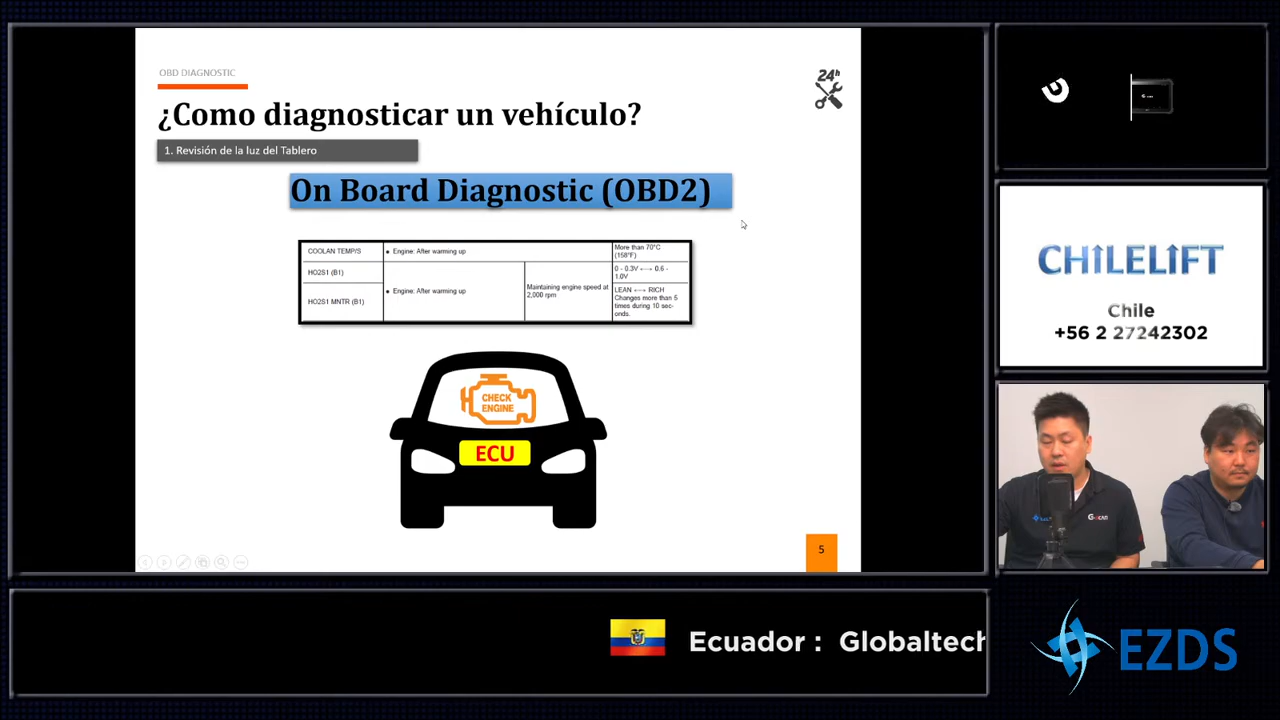 OBD DIAGNOSTIC
24h
¿Como diagnosticar un vehículo?
1. Revisión de la luz del Tablero
On Board Diagnostic (OBD2)
COOLAN TEMP/S
Engine: After warming up
More than 70°C
(158°F)
HO2S1 (B1)
Engine: After warming up
Maintaining engine speed at
2,000 rpm
0 - 0.3V ←→ 0.6 -
1.0V
HO2S1 MNTR (B1)
LEAN ←→ RICH
Changes more than 5
times during 10 sec-
onds.
CHECK
ENGINE
ECU
5
CHILELIFT
Chile
+56 2 27242302
G-scan
Ecuador : Globaltech
EZDS